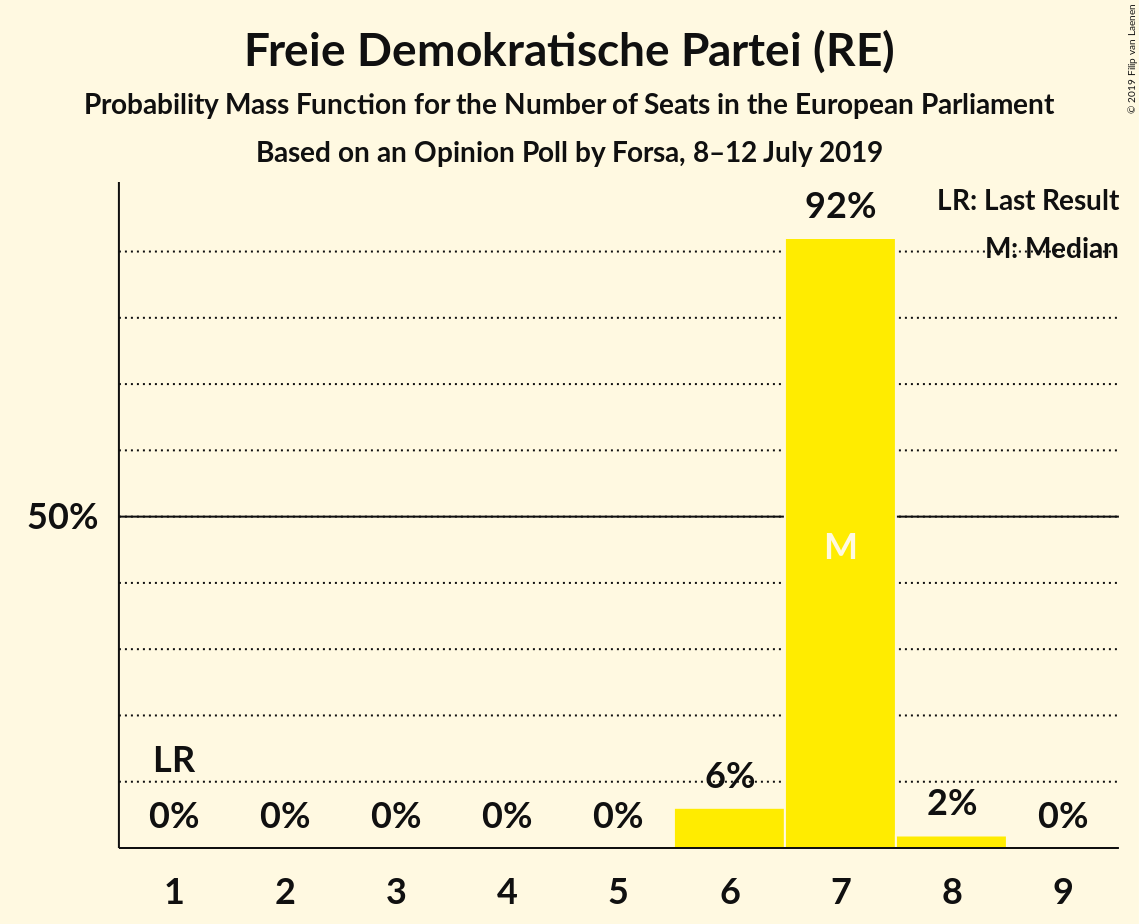 Freie Demokratische Partei (RE)
Probability Mass Function for the Number of Seats in the European Parliament
Based on an Opinion Poll by Forsa, 8–12 July 2019
© 2019 Filip van Laenen
LR: Last Result
M: Median
92%
50%
M
LR
6%
2%
0% 0% 0% 0% 0% 0%
1 2 3 4 5 6 7 8 9